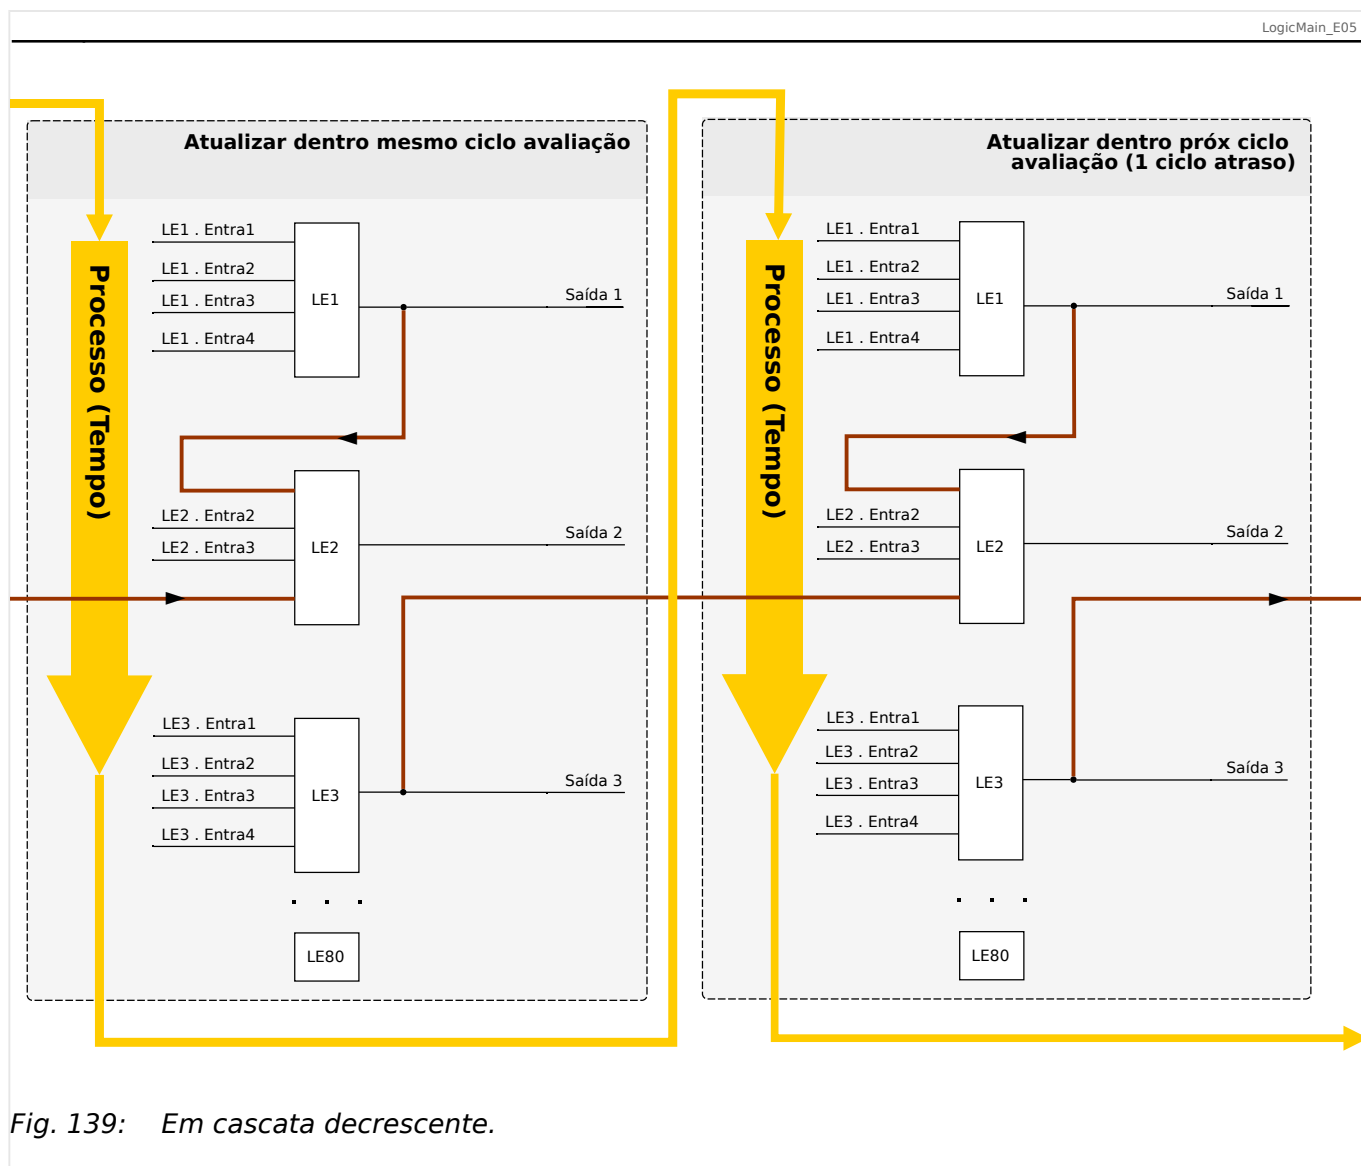 LogicMain_E05
Atualizar dentro mesmo ciclo avaliação
Processo (Tempo)
LE1 . Entra1
LE1 . Entra2
LE1 . Entra3
LE1 . Entra4
LE1
Saída 1
LE2 . Entra2
LE2 . Entra3
LE2
Saída 2
LE3 . Entra1
LE3 . Entra2
LE3 . Entra3
LE3 . Entra4
LE3
Saída 3
. . .
LE80
Atualizar dentro próx ciclo
avaliação (1 ciclo atraso)
Processo (Tempo)
LE1 . Entra1
LE1 . Entra2
LE1 . Entra3
LE1 . Entra4
LE1
Saída 1
LE2 . Entra2
LE2 . Entra3
LE2
Saída 2
LE3 . Entra1
LE3 . Entra2
LE3 . Entra3
LE3 . Entra4
LE3
Saída 3
. . .
LE80
Fig. 139: Em cascata decrescente.